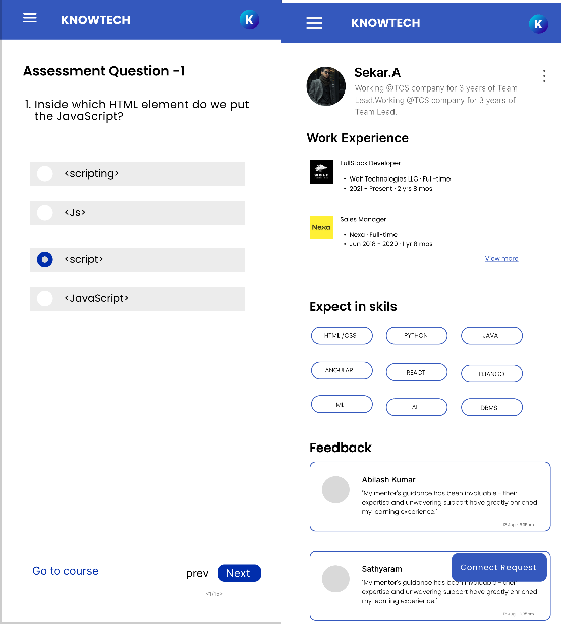 KNOWTECH
K
Assessment Question -1
1. Inside which HTML element do we put
the JavaScript?
<scripting>
<Js>
<script>
<JavaScript>
Go to course
prev
Next
KNOWTECH
K
Sekar.A
Working @TCS company for 3 years of Team
Lead.Working @TCS company for 3 years of
Team Lead.
Work Experience
FullStack Developer
Wolf Technologies LLC · Full-time
2021 - Present · 2 yrs 8 mos
Nexa
Sales Manager
Nexa · Full-time
Jun 2018 - 2020 · 1 yr 8 mos
View more
Expect in skils
HTML/CSS
PYTHON
JAVA
ANGULAR
REACT
DJANGO
ML
AI
DBMS
Feedback
Abilash Kumar
"My mentor's guidance has been invaluable - their
expertise and unwavering support have greatly enriched
my learning experience."
Sathyaram
"My mentor's guidance has been invaluable - their
expertise and unwavering support have greatly enriched
my learning experience."
Connect Request